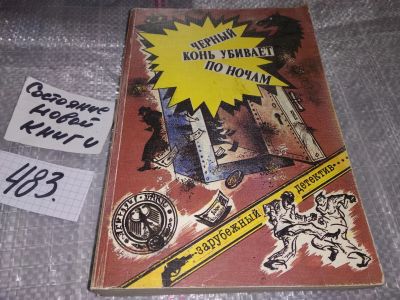 ЧЕРНЫЙ
КОНЬ УБИВАЕТ
ПО НОЧАМ
Состояние
новой
книги
483.
зарубежный детектив